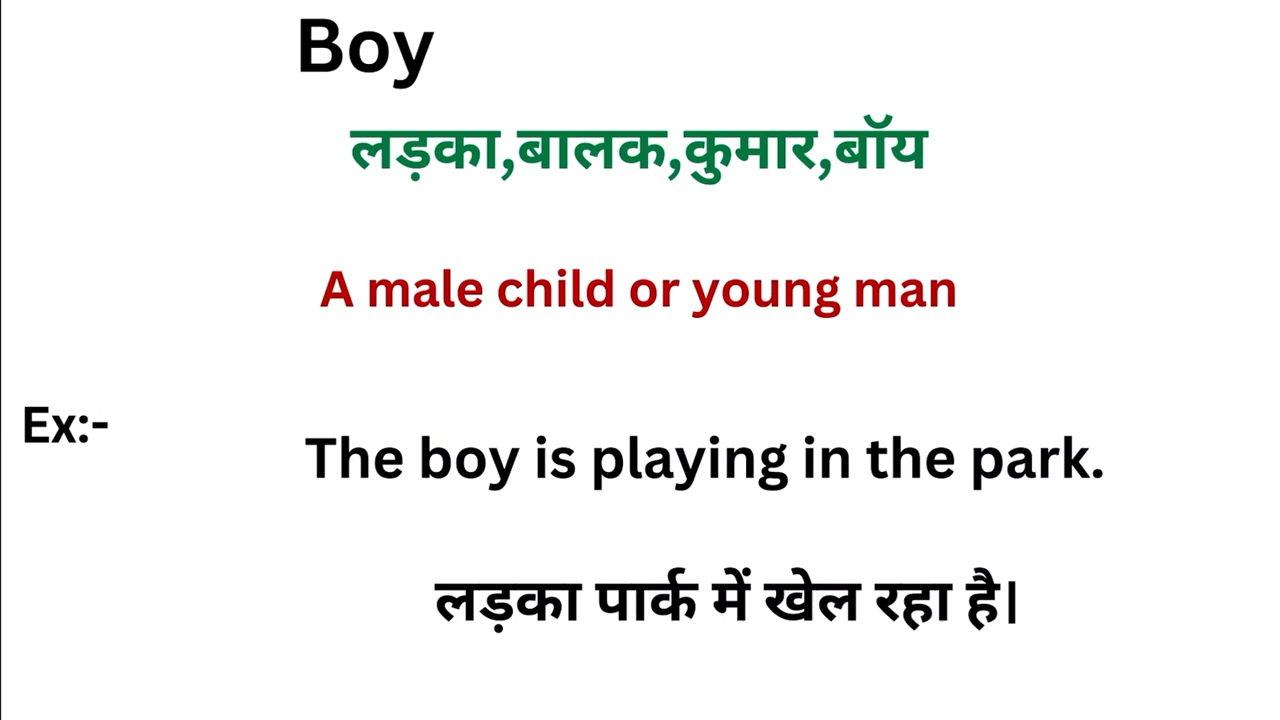 Boy
लड़का,बालक,कुमार,बॉय
A male child or young man
Ex:-
The boy is playing in the park.
लड़का पार्क में खेल रहा है।